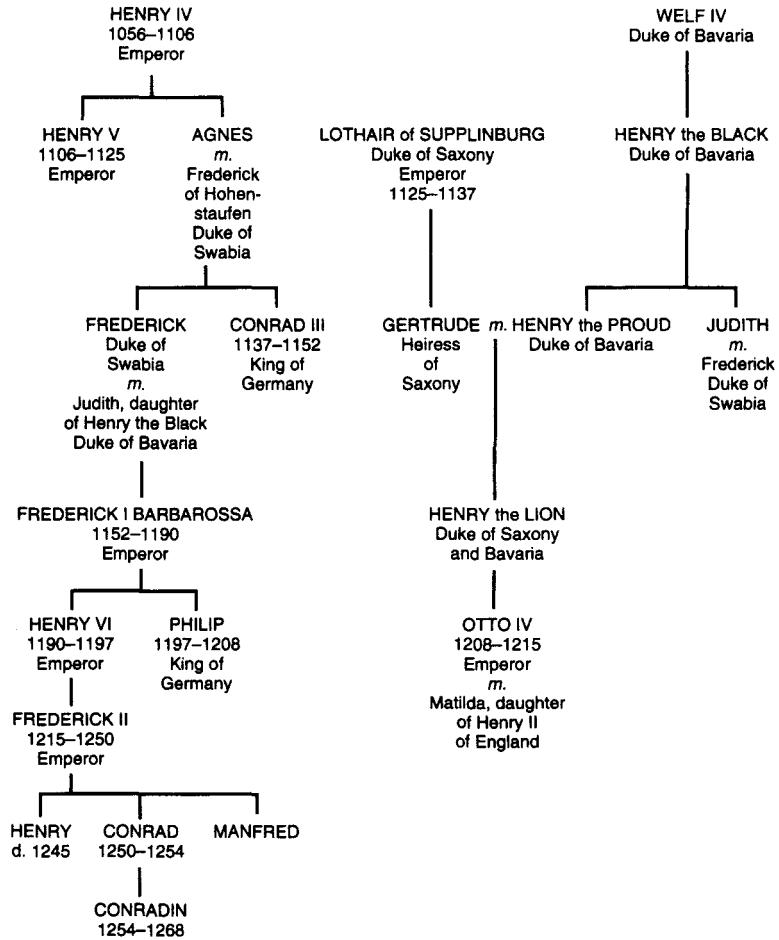 HENRY IV
1056–1106
Emperor
WELF IV
Duke of Bavaria
HENRY V
1106–1125
Emperor
AGNES
m.
Frederick
of Hohen-
staufen
Duke of
Swabia
LOTHAIR of SUPPLINBURG
Duke of Saxony
Emperor
1125–1137
HENRY the BLACK
Duke of Bavaria
FREDERICK
Duke of
Swabia
m.
Judith, daughter
of Henry the Black
Duke of Bavaria
CONRAD III
1137–1152
King of
Germany
GERTRUDE m. HENRY the PROUD
Heiress
of
Saxony
Duke of Bavaria
JUDITH
m.
Frederick
Duke of
Swabia
FREDERICK I BARBAROSSA
1152–1190
Emperor
HENRY the LION
Duke of Saxony
and Bavaria
HENRY VI
1190–1197
Emperor
PHILIP
1197–1208
King of
Germany
OTTO IV
1208–1215
Emperor
m.
Matilda, daughter
of Henry II
of England
FREDERICK II
1215–1250
Emperor
HENRY
d. 1245
CONRAD
1250–1254
MANFRED
CONRADIN
1254–1268